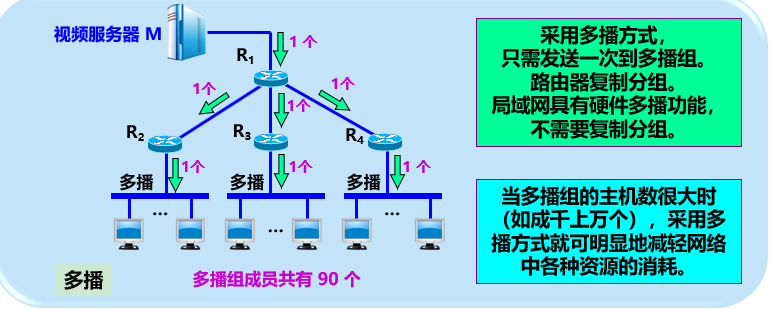 视频服务器 M
1 个
R1
1个
1个
1个
R2
R3
R4
1个
1个
1 个
多播
多播
多播
...
...
...
多播
多播组成员共有 90 个
采用多播方式，
只需发送一次到多播组。
路由器复制分组。
局域网具有硬件多播功能，
不需要复制分组。
当多播组的主机数很大时
（如成千上万个），采用多
播方式就可明显地减轻网络
中各种资源的消耗。